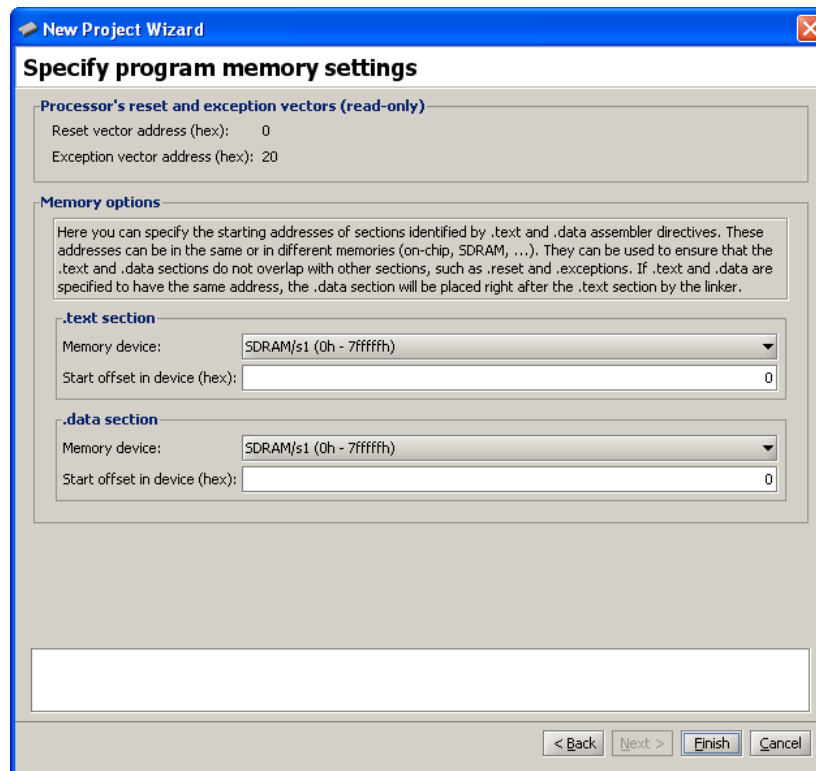 New Project Wizard
Specify program memory settings
Processor's reset and exception vectors (read-only)
Reset vector address (hex): 0
Exception vector address (hex): 20
Memory options
Here you can specify the starting addresses of sections identified by .text and .data assembler directives. These
addresses can be in the same or in different memories (on-chip, SDRAM, ...). They can be used to ensure that the
.text and .data sections do not overlap with other sections, such as .reset and .exceptions. If .text and .data are
specified to have the same address, the .data section will be placed right after the .text section by the linker.
.text section
Memory device: SDRAM/s1 (0h - 7fffffh)
Start offset in device (hex): 0
.data section
Memory device: SDRAM/s1 (0h - 7fffffh)
Start offset in device (hex): 0
< Back Next > Finish Cancel